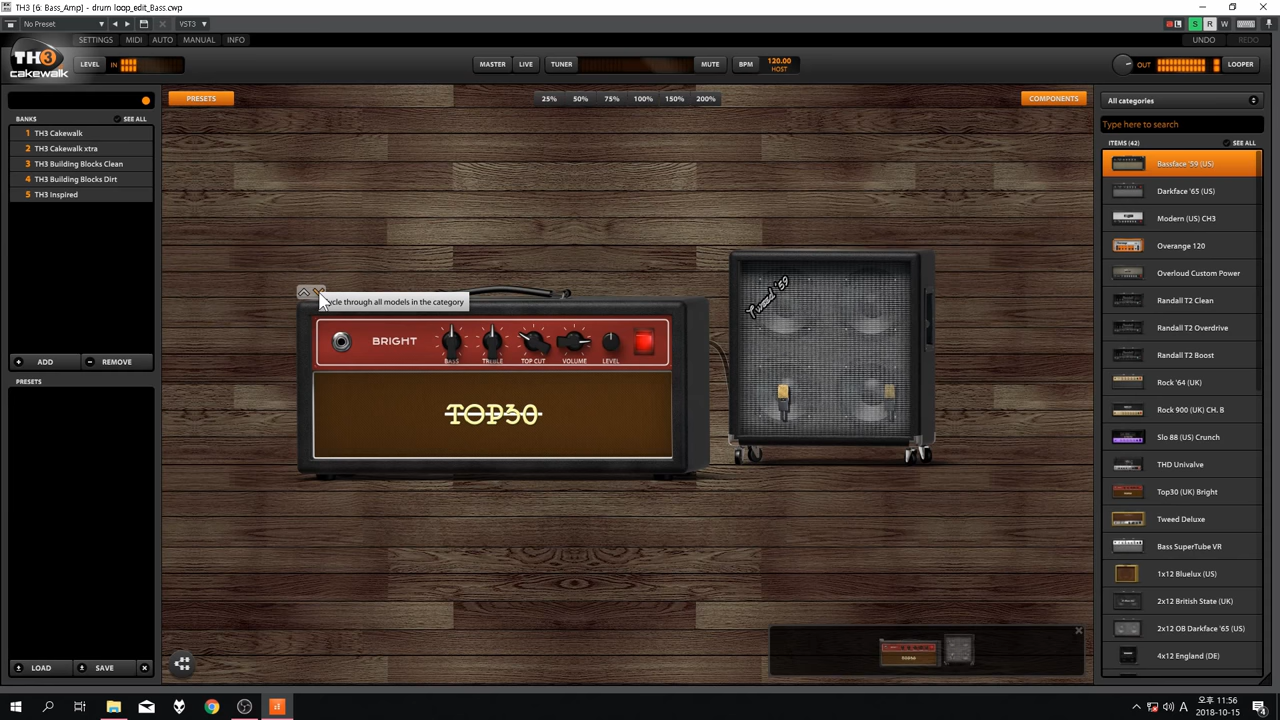 TH3 [6: Bass_Amp] - drum loop_edit_Bass.cwp
No Preset
VST3
L
S
R
W
SETTINGS
MIDI
AUTO
MANUAL
INFO
UNDO
REDO
TH3
cakewalk
LEVEL
IN
MASTER
LIVE
TUNER
MUTE
BPM
120.00
HOST
OUT
LOOPER
PRESETS
25%
50%
75%
100%
150%
200%
COMPONENTS
BANKS
SEE ALL
1 TH3 Cakewalk
2 TH3 Cakewalk xtra
3 TH3 Building Blocks Clean
4 TH3 Building Blocks Dirt
5 TH3 Inspired
ADD
REMOVE
PRESETS
LOAD
SAVE
cycle through all models in the category
BRIGHT
BASS
TREBLE
TOP CUT
VOLUME
LEVEL
TOP30
Tweed '59
All categories
Type here to search
ITEMS (42)
SEE ALL
Bassface '59 (US)
Darkface '65 (US)
Modern (US) CH3
Overange 120
Overloud Custom Power
Randall T2 Clean
Randall T2 Overdrive
Randall T2 Boost
Rock '64 (UK)
Rock 900 (UK) CH. B
Slo 88 (US) Crunch
THD Univalve
Top30 (UK) Bright
Tweed Deluxe
Bass SuperTube VR
1x12 Bluelux (US)
2x12 British State (UK)
2x12 OB Darkface '65 (US)
4x12 England (DE)
A
오후 11:56
2018-10-15
4